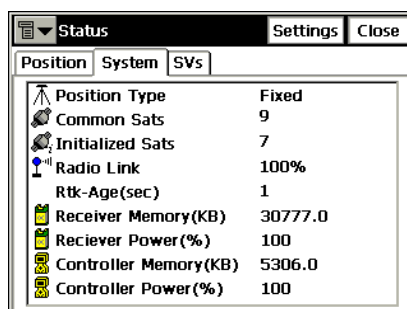 Status Settings Close
Position System SVs
Position Type Fixed
Common Sats 9
Initialized Sats 7
Radio Link 100%
Rtk-Age(sec) 1
Receiver Memory(KB) 30777.0
Reciever Power(%) 100
Controller Memory(KB) 5306.0
Controller Power(%) 100